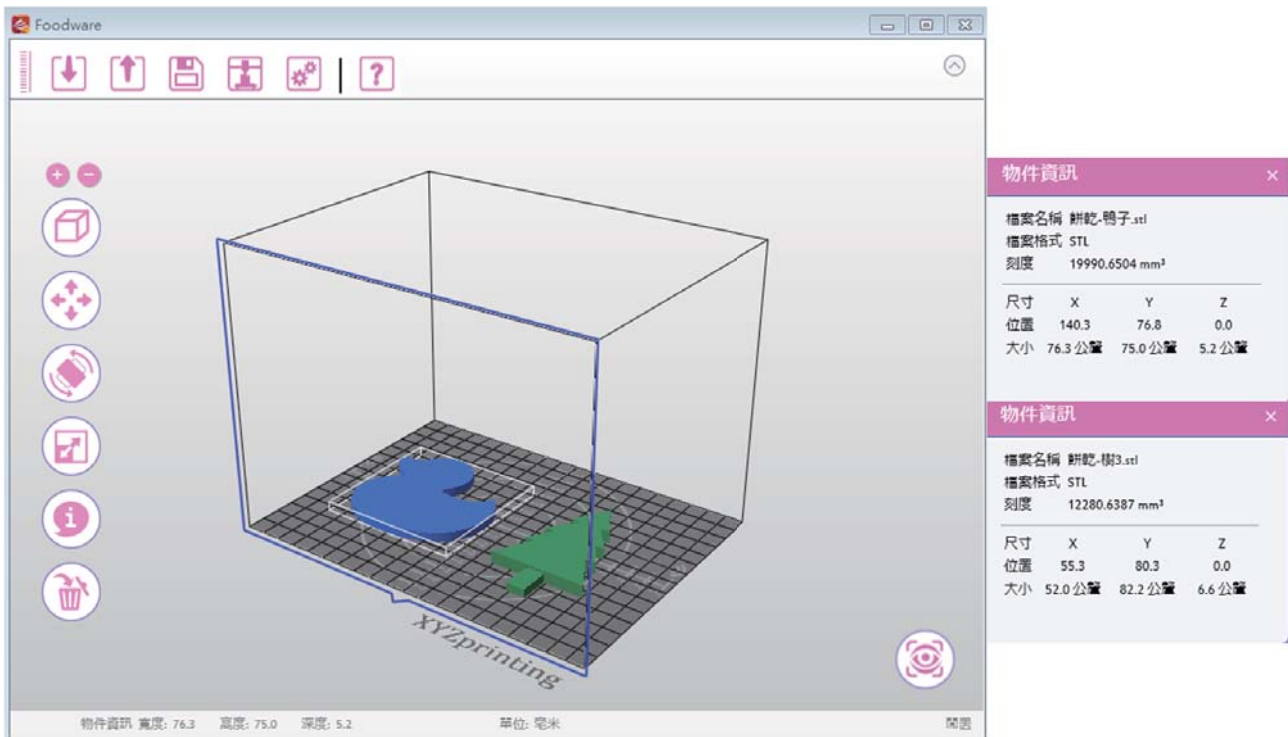 Foodware
?
+ −
i
XYZprinting
物件資訊 寬度: 76.3 高度: 75.0 深度: 5.2 單位: 毫米 閒置
物件資訊 ×
檔案名稱 餅乾-鴨子.stl
檔案格式 STL
刻度 19990.6504 mm³
尺寸 X Y Z
位置 140.3 76.8 0.0
大小 76.3 公釐 75.0 公釐 5.2 公釐
物件資訊 ×
檔案名稱 餅乾-樹3.stl
檔案格式 STL
刻度 12280.6387 mm³
尺寸 X Y Z
位置 55.3 80.3 0.0
大小 52.0 公釐 82.2 公釐 6.6 公釐